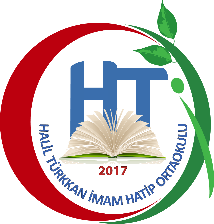 HT
2017
HALİL TÜRKKAN İMAM HATİP ORTAOKULU